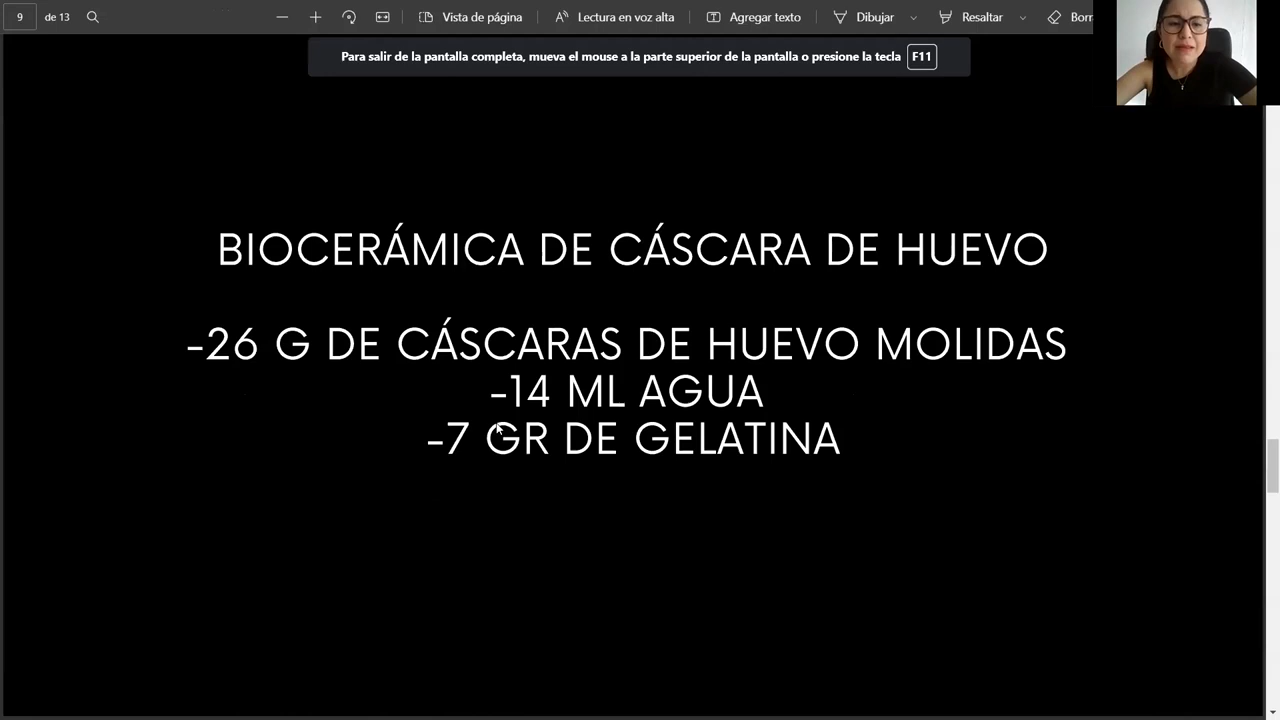 9 de 13 Vista de página Lectura en voz alta Agregar texto Dibujar Resaltar
Para salir de la pantalla completa, mueva el mouse a la parte superior de la pantalla o presione la tecla F11
BIOCERÁMICA DE CÁSCARA DE HUEVO
-26 G DE CÁSCARAS DE HUEVO MOLIDAS
-14 ML AGUA
-7 GR DE GELATINA